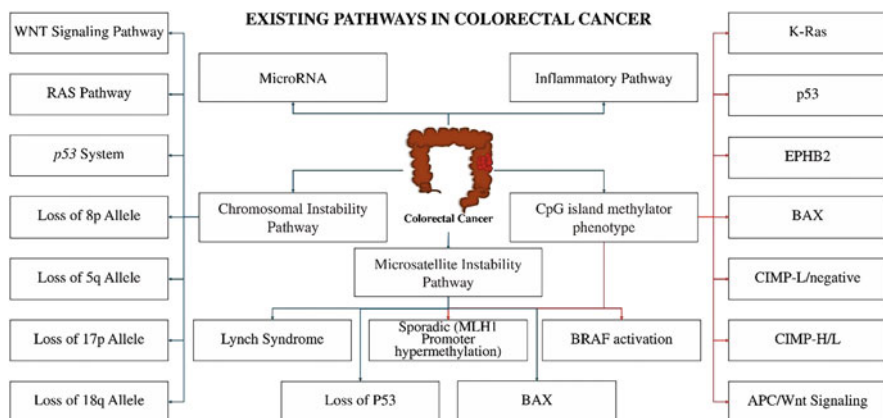 EXISTING PATHWAYS IN COLORECTAL CANCER
WNT Signaling Pathway
RAS Pathway
p53 System
Loss of 8p Allele
Loss of 5q Allele
Loss of 17p Allele
Loss of 18q Allele
MicroRNA
Inflammatory Pathway
Colorectal Cancer
Chromosomal Instability
Pathway
CpG island methylator
phenotype
Microsatellite Instability
Pathway
Lynch Syndrome
Sporadic (MLH1
Promoter
hypermethylation)
BRAF activation
Loss of P53
BAX
K-Ras
p53
EPHB2
BAX
CIMP-L/negative
CIMP-H/L
APC/Wnt Signaling